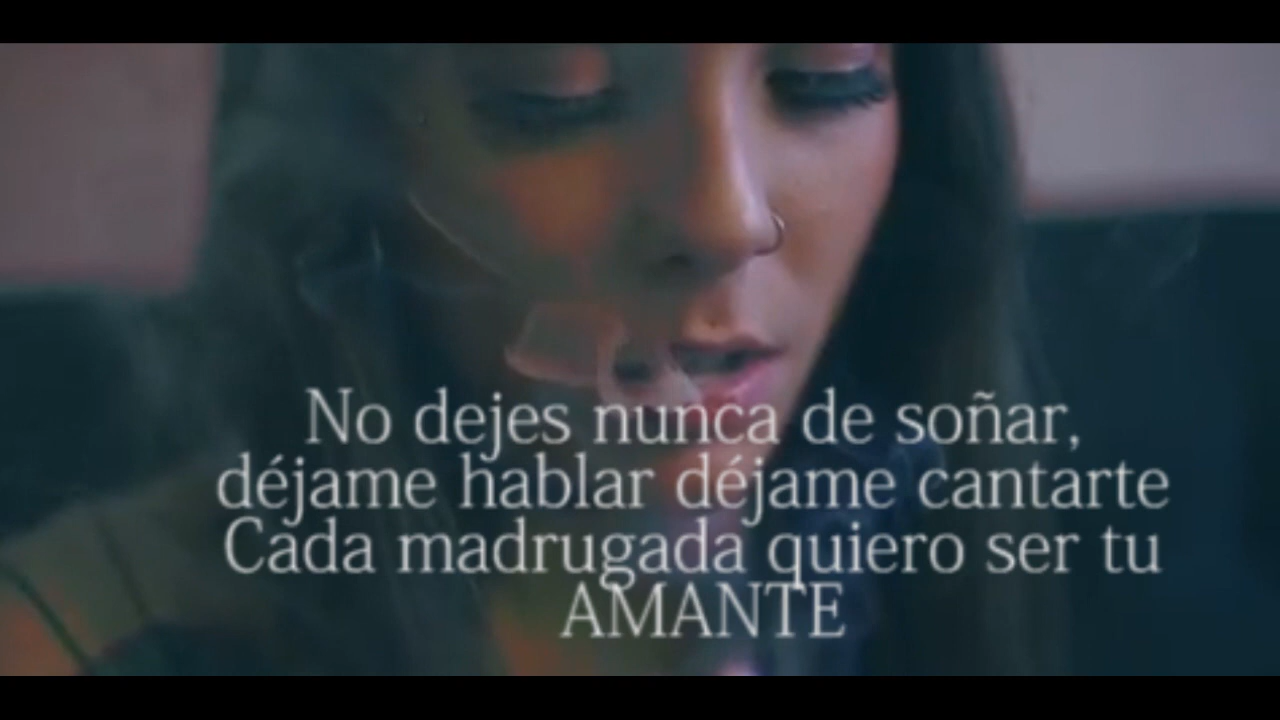 No dejes nunca de soñar,
déjame hablar déjame cantarte
Cada madrugada quiero ser tu
AMANTE